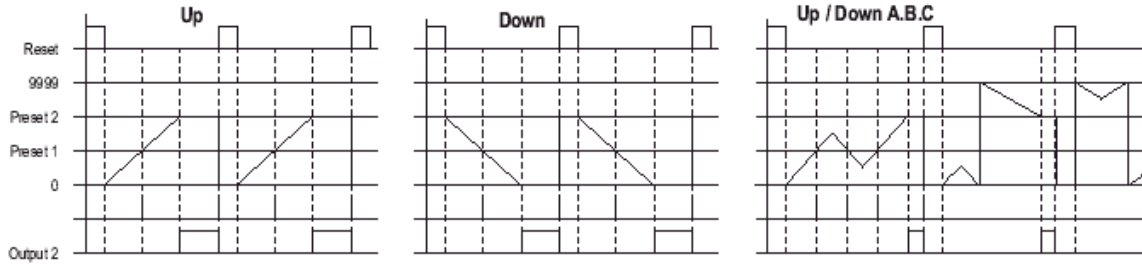 Up
Down
Up / Down A.B.C
Reset
9999
Preset 2
Preset 1
0
Output 2